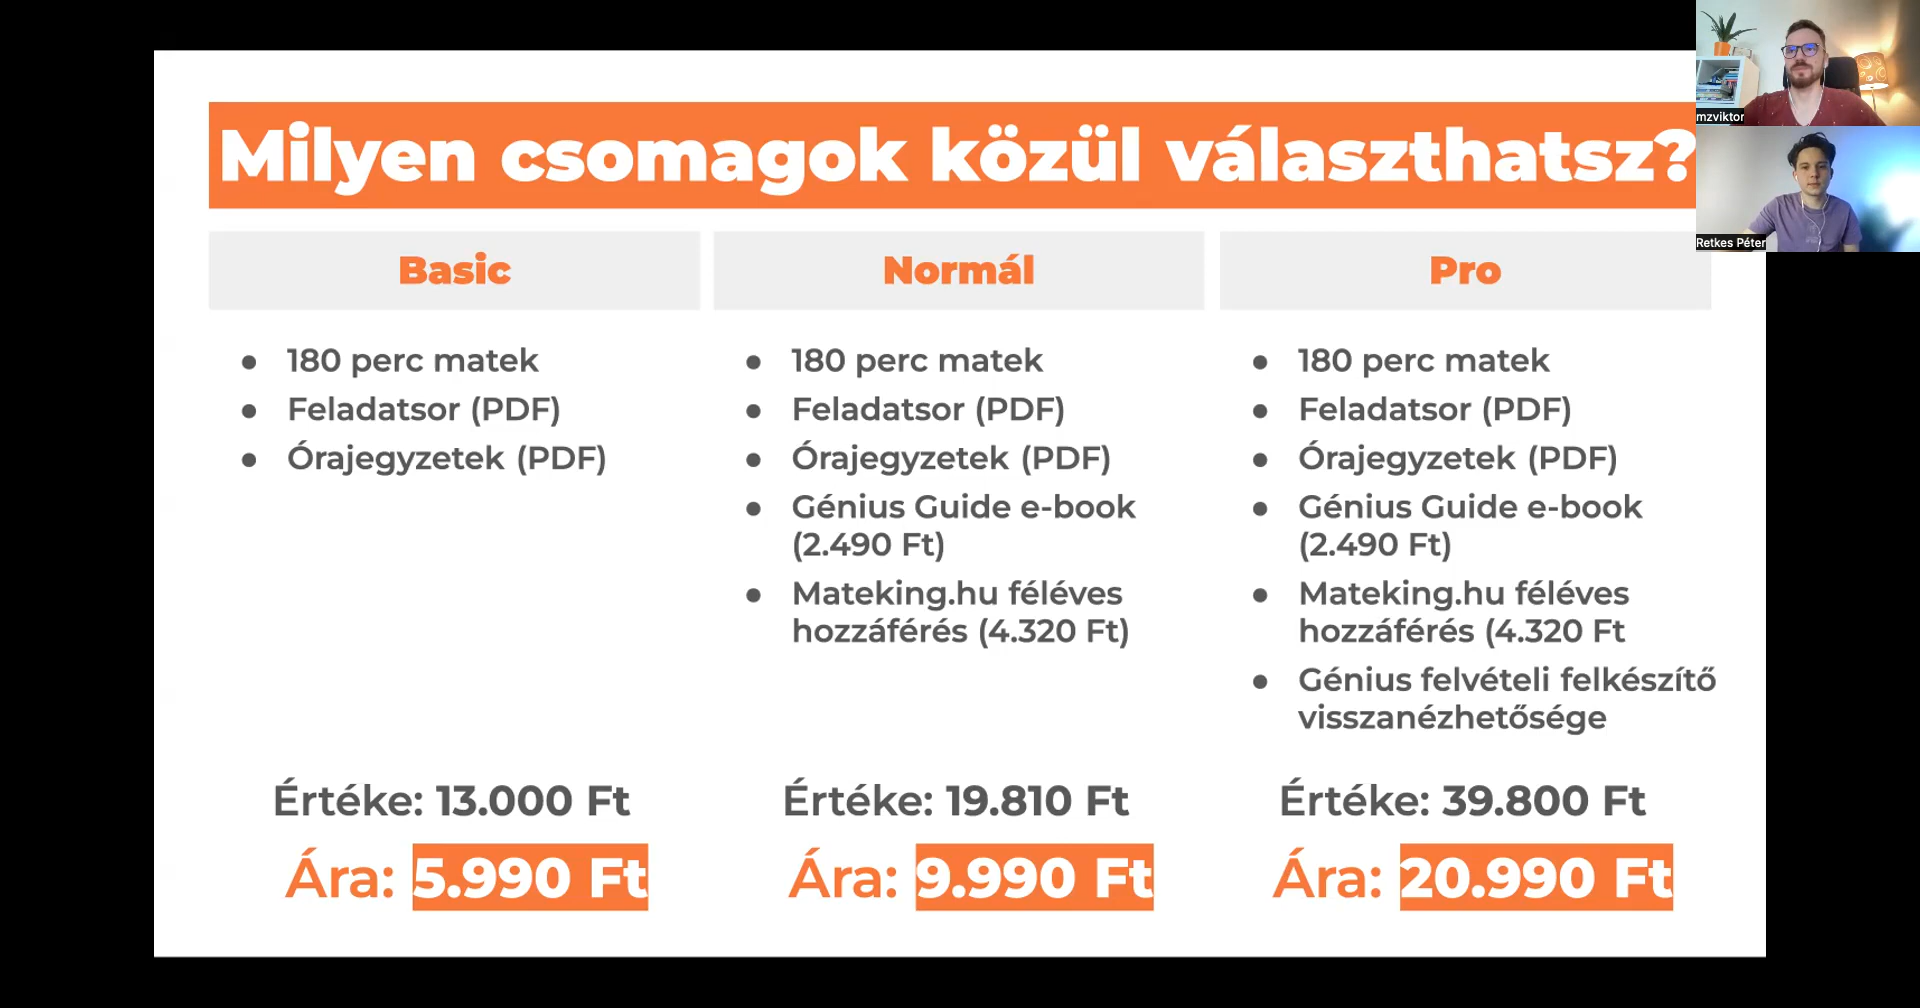 Milyen csomagok közül választhatsz?
mzviktor
Retkes Péter
Basic
• 180 perc matek
• Feladatsor (PDF)
• Órajegyzetek (PDF)
Értéke: 13.000 Ft
Ára: 5.990 Ft
Normál
• 180 perc matek
• Feladatsor (PDF)
• Órajegyzetek (PDF)
• Génius Guide e-book
(2.490 Ft)
• Mateking.hu féléves
hozzáférés (4.320 Ft)
Értéke: 19.810 Ft
Ára: 9.990 Ft
Pro
• 180 perc matek
• Feladatsor (PDF)
• Órajegyzetek (PDF)
• Génius Guide e-book
(2.490 Ft)
• Mateking.hu féléves
hozzáférés (4.320 Ft
• Génius felvételi felkészítő
visszanézhetősége
Értéke: 39.800 Ft
Ára: 20.990 Ft